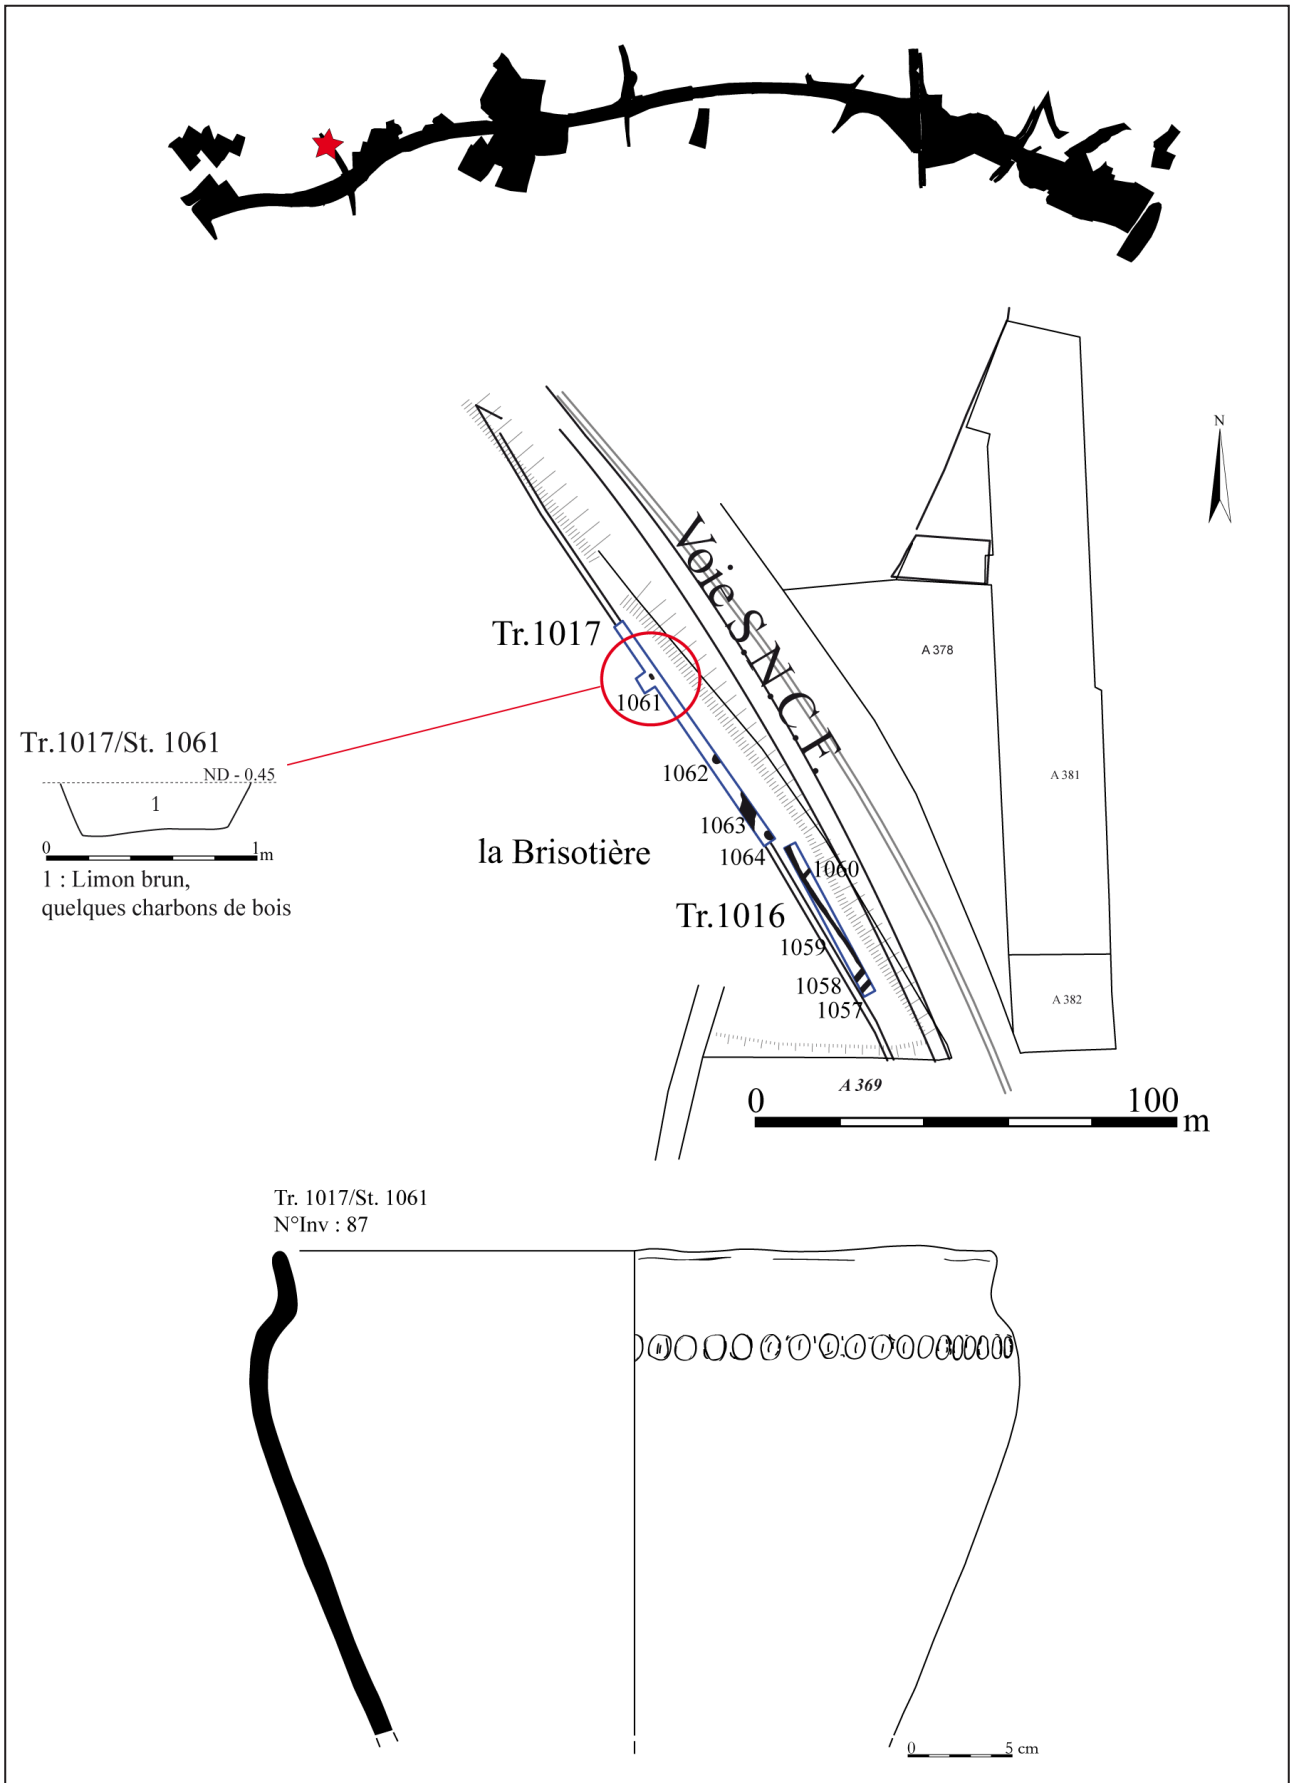 N
Voie S.N.C.F.
Tr.1017
A 378
1061
Tr.1017/St. 1061
ND - 0.45
1
1062
A 381
0 1m
1063
1 : Limon brun,
quelques charbons de bois
la Brisotière
1064
1060
Tr.1016
1059
1058
A 382
1057
A 369
0 100 m
Tr. 1017/St. 1061
N°Inv : 87
0 5 cm